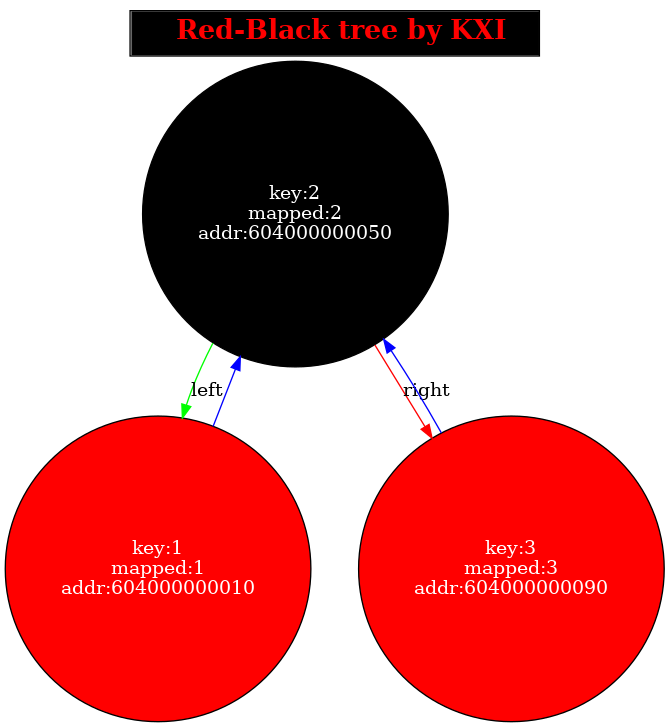 Red-Black tree by KXI
key:2
mapped:2
addr:604000000050
left
right
key:1
mapped:1
addr:604000000010
key:3
mapped:3
addr:604000000090